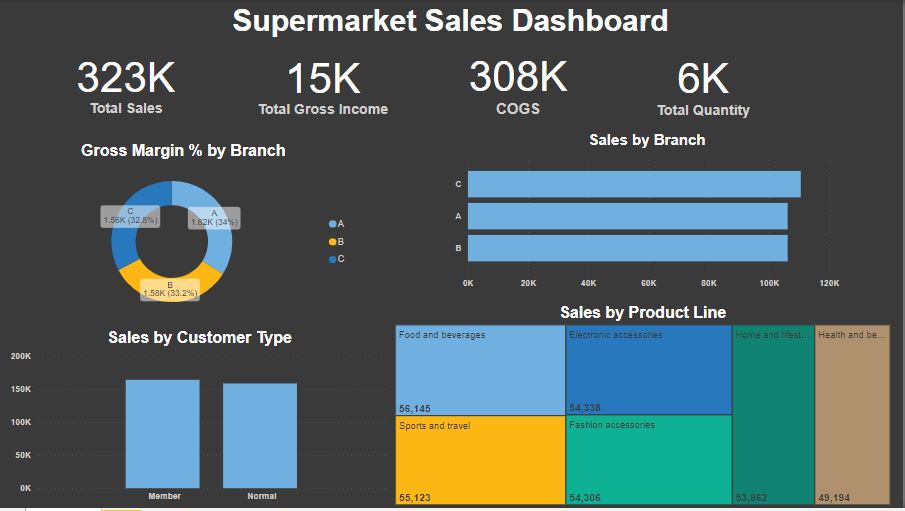 Supermarket Sales Dashboard
323K
Total Sales
15K
Total Gross Income
308K
COGS
6K
Total Quantity
Gross Margin % by Branch
C
1.56K (32.8%)
A
1.62K (34%)
B
1.58K (33.2%)
A
B
C
Sales by Branch
C
A
B
0K 20K 40K 60K 80K 100K 120K
Sales by Customer Type
200K
150K
100K
50K
0K
Member Normal
Sales by Product Line
Food and beverages
56,145
Electronic accessories
54,338
Home and lifest...
53,862
Health and be...
49,194
Sports and travel
55,123
Fashion accessories
54,306